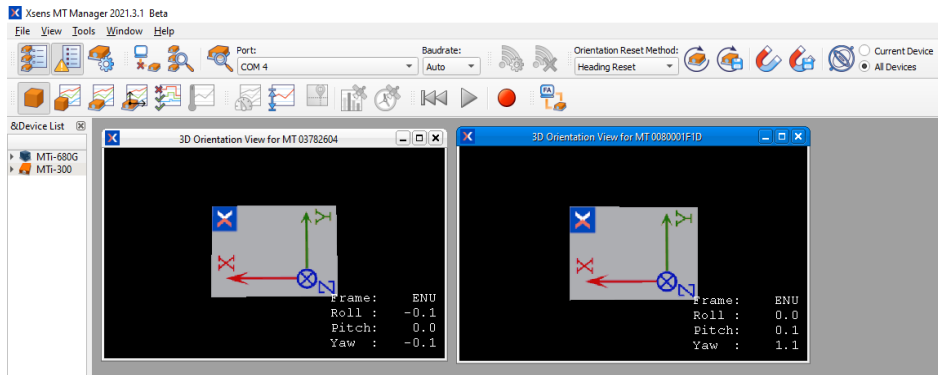 Xsens MT Manager 2021.3.1 Beta
File View Tools Window Help
Port:
COM 4
Baudrate:
Auto
Orientation Reset Method:
Heading Reset
Current Device
All Devices
FA
&Device List
MTi-680G
MTi-300
3D Orientation View for MT 03782604
X
Y
Z
Frame: ENU
Roll : -0.1
Pitch: 0.0
Yaw : -0.1
3D Orientation View for MT 0080001F1D
X
Y
Z
Frame: ENU
Roll : 0.0
Pitch: 0.1
Yaw : 1.1